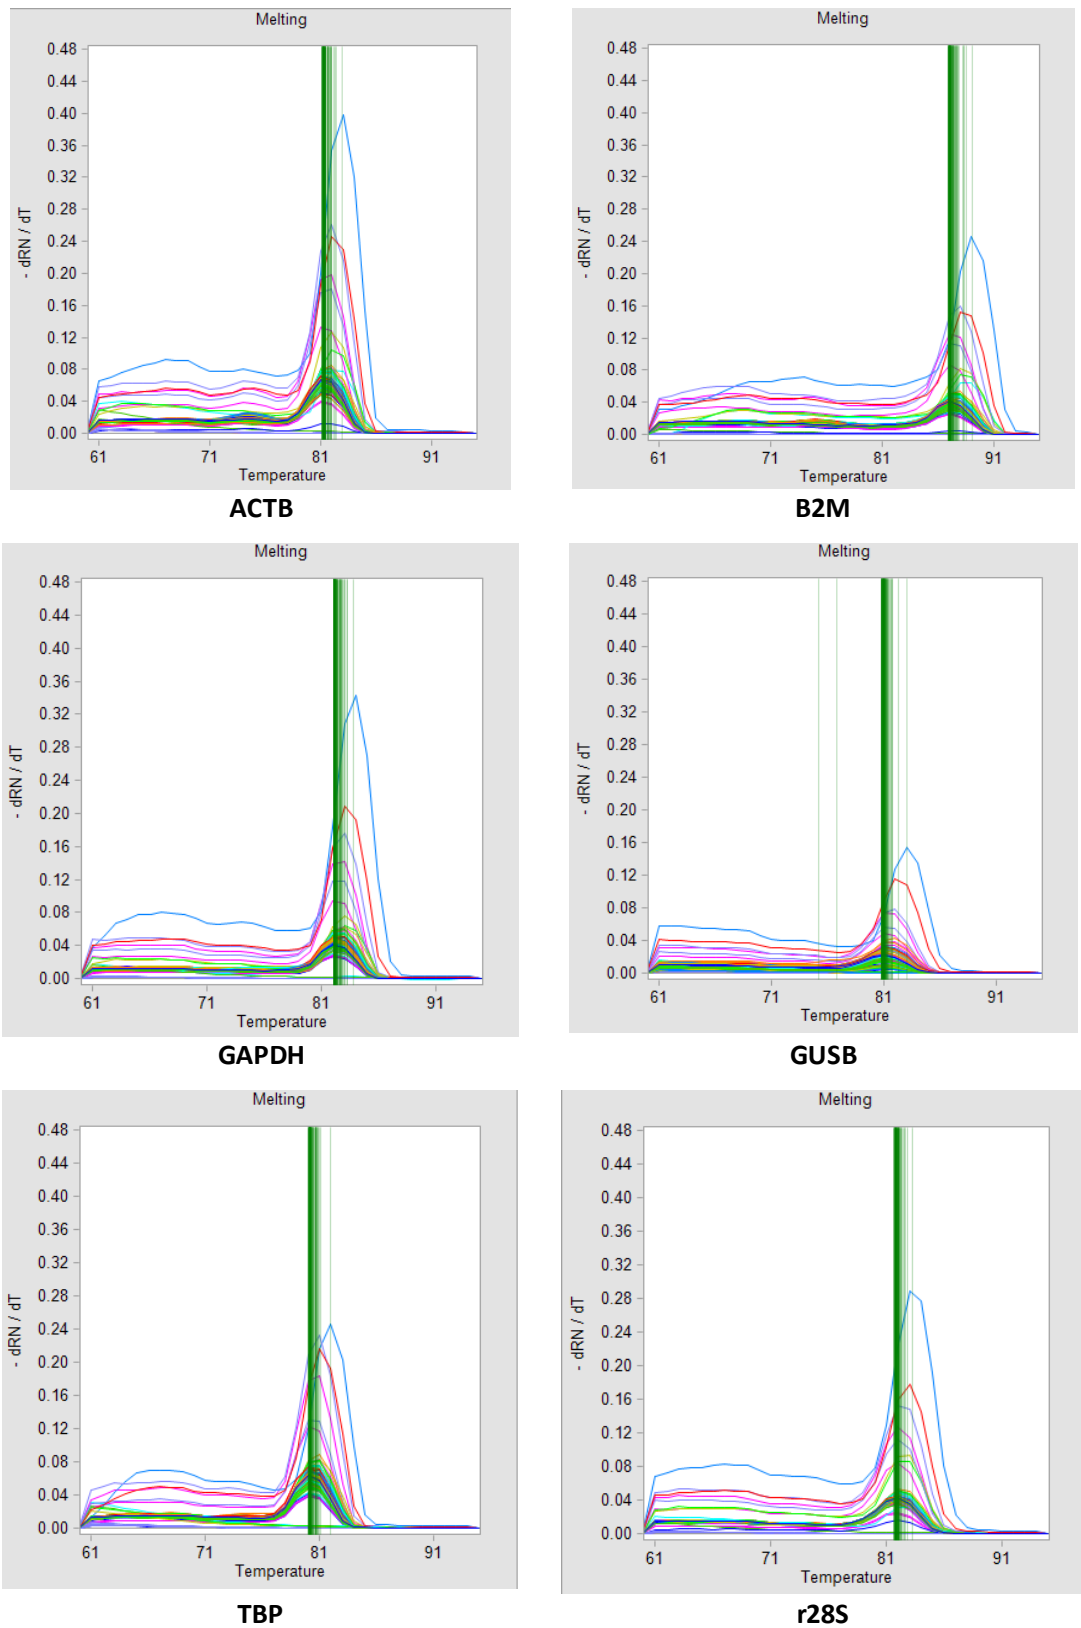 Melting
0.48
0.44
0.40
0.36
0.32
0.28
0.24
0.20
0.16
0.12
0.08
0.04
0.00
- dRN / dT
61 71 81 91
Temperature
ACTB
Melting
0.48
0.44
0.40
0.36
0.32
0.28
0.24
0.20
0.16
0.12
0.08
0.04
0.00
- dRN / dT
61 71 81 91
Temperature
B2M
Melting
0.48
0.44
0.40
0.36
0.32
0.28
0.24
0.20
0.16
0.12
0.08
0.04
0.00
- dRN / dT
61 71 81 91
Temperature
GAPDH
Melting
0.48
0.44
0.40
0.36
0.32
0.28
0.24
0.20
0.16
0.12
0.08
0.04
0.00
- dRN / dT
61 71 81 91
Temperature
GUSB
Melting
0.48
0.44
0.40
0.36
0.32
0.28
0.24
0.20
0.16
0.12
0.08
0.04
0.00
- dRN / dT
61 71 81 91
Temperature
TBP
Melting
0.48
0.44
0.40
0.36
0.32
0.28
0.24
0.20
0.16
0.12
0.08
0.04
0.00
- dRN / dT
61 71 81 91
Temperature
r28S